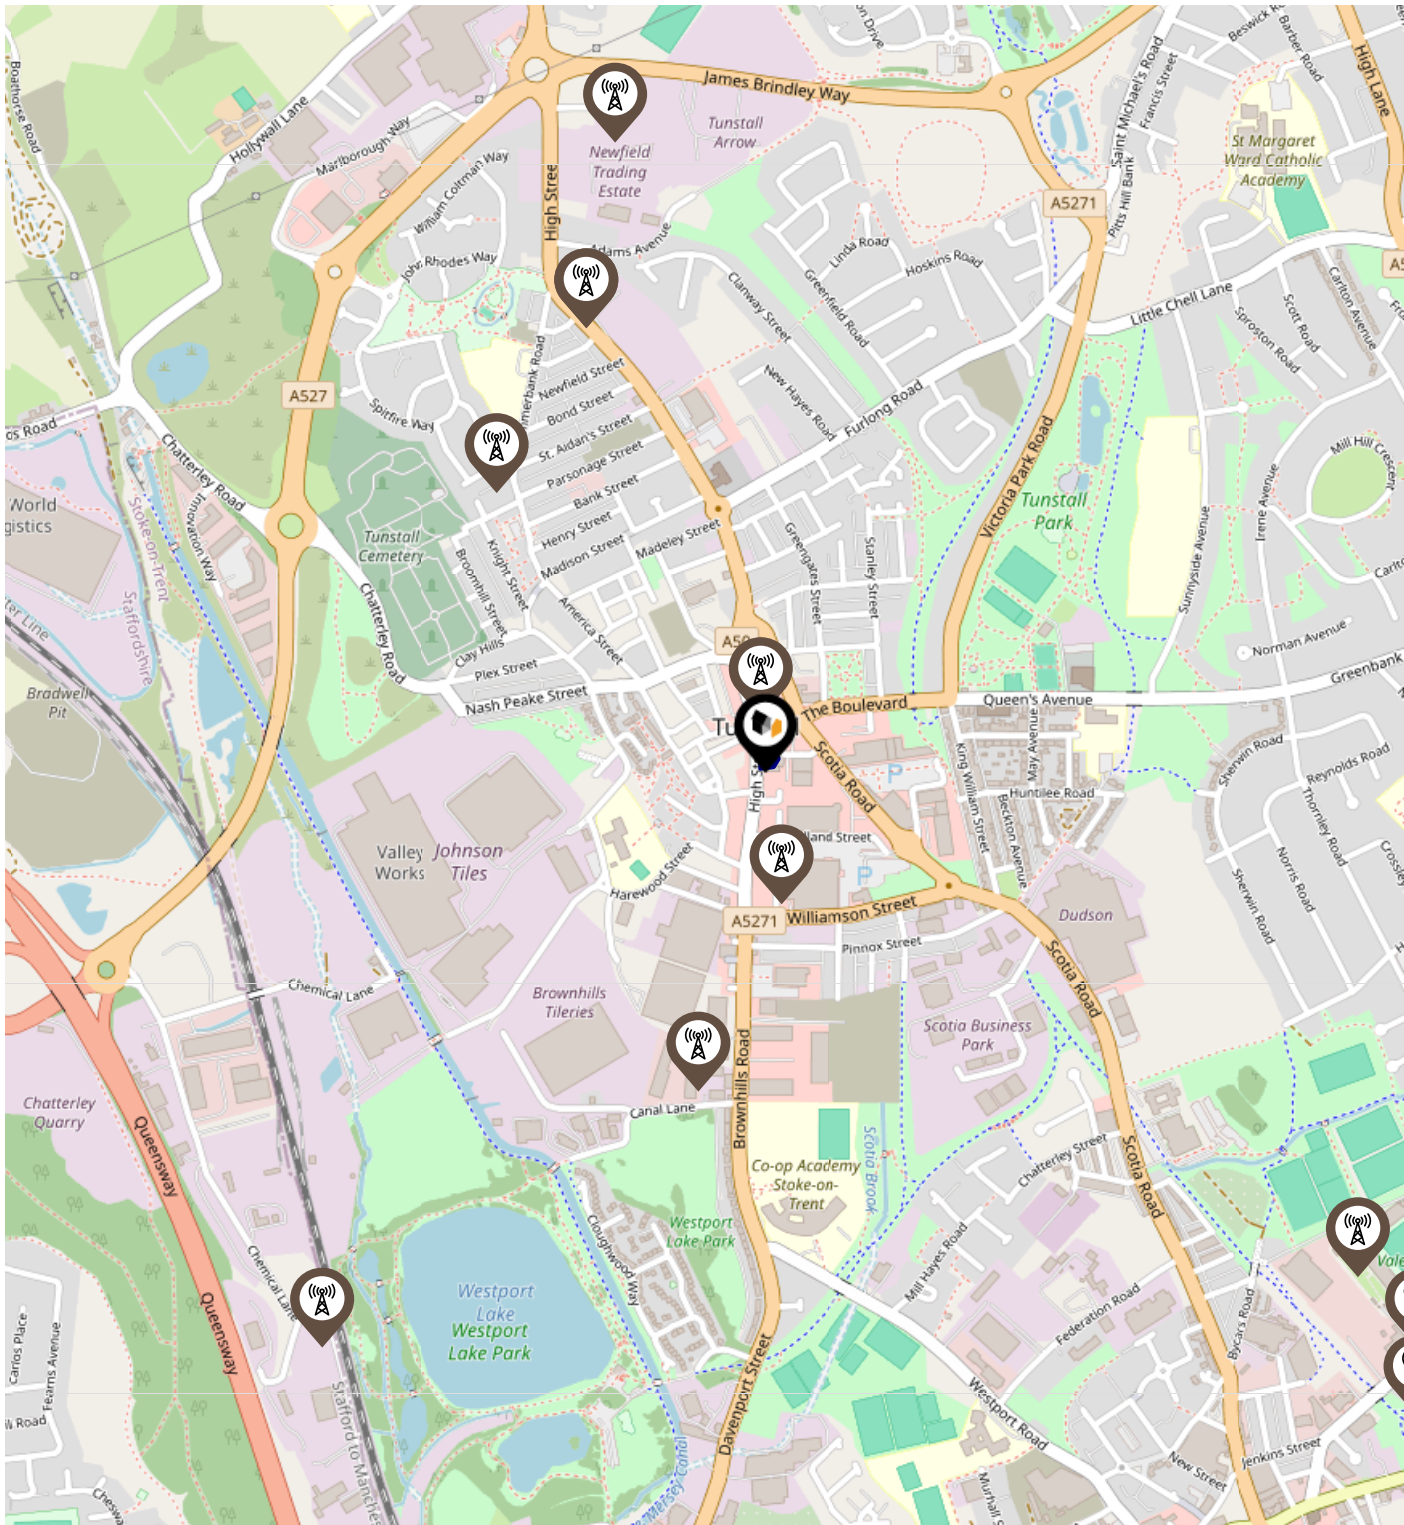 Boathorse Road
Hollywall Lane
Marlborough Way
William Coltman Way
John Rhodes Way
High Stree
James Brindley Way
Newfield
Trading
Estate
Tunstall
Arrow
Adams Avenue
Linda Road
Hoskins Road
Greenfield Road
Clanway Street
Beswick
Barber Road
High Lane
Saint Michael's Road
Francis Street
Pitts Hill Bank
A5271
St Margaret
Ward Catholic
Academy
Little Chell Lane
Carlton Avenue
Scott Road
Sproston Road
A527
Spitfire Way
Newfield Street
Bond Street
St. Aidan's Street
Parsonage Street
Bank Street
Henry Street
Madison Street
Madeley Street
New Hayes Road
Furlong Road
Victoria Park Road
Tunstall
Park
Mill Hill Crescent
Irene Avenue
Sunnyside Avenue
Norman Avenue
Greenbank
Chatterley Road
Innovation Way
World
Stoke-on-Trent
Staffordshire
Tunstall
Cemetery
Knight Street
Broomhill Street
America Street
Clay Hills
Plex Street
Nash Peake Street
Chatterley Road
Greengates Street
Stanley Street
Bradwell
Pit
The Boulevard
Queen's Avenue
Scotia Road
P
King William Street
May Avenue
Huntilee Road
Beckton Avenue
Sherwin Road
Reynolds Road
Thornley Road
Norris Road
Sherwin Road
Valley
Works
Johnson
Tiles
Harewood Street
P
A5271
Williamson Street
Pinnox Street
Dudson
Scotia Road
Chemical Lane
Brownhills
Tileries
Scotia Business
Park
Chatterley
Quarry
Queensway
Canal Lane
Brownhills Road
Co-op Academy
Stoke-on-
Trent
Scotia Brook
Chatterley Street
Scotia Road
Westport
Lake Park
Cloughwood Way
Mill Hayes Road
Federation Road
Bycars Road
Chemical Lane
Queensway
Westport
Lake
Westport
Lake Park
Carlos Place
Fearns Avenue
Davenport Street
Westport Road
New Street
Jenkins Street